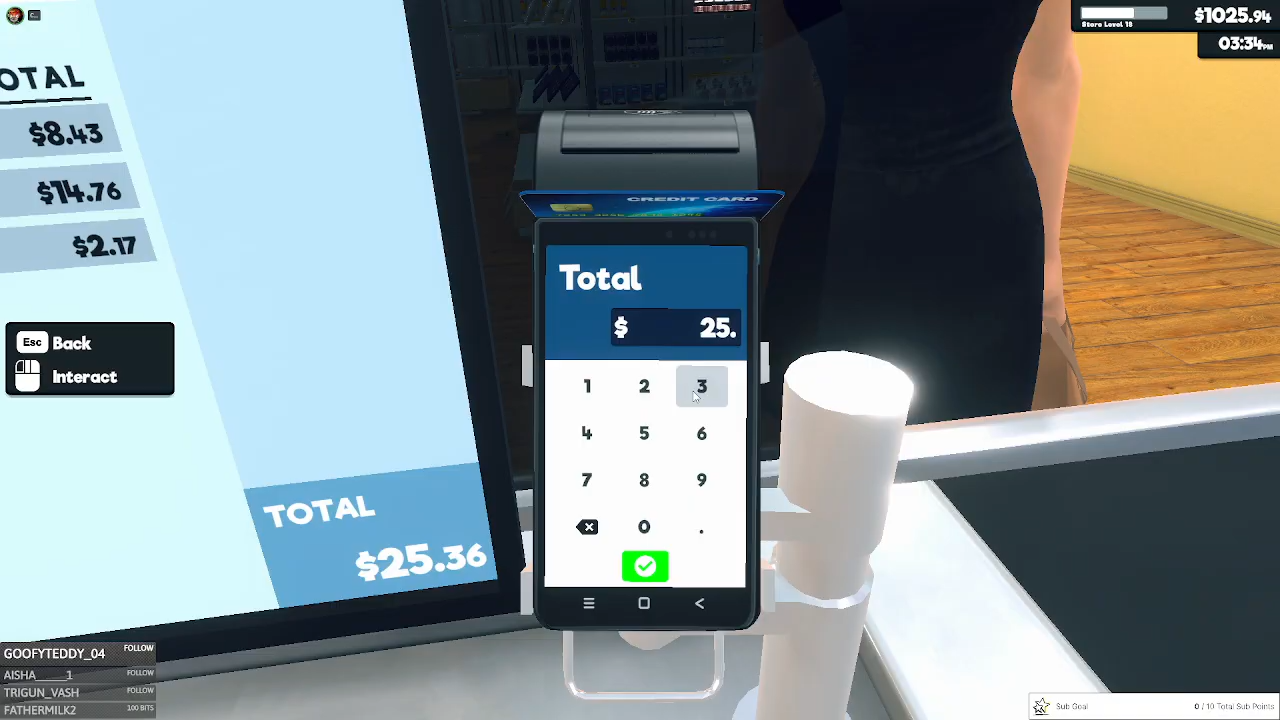 $1025.94
Store Level 18
03:34PM
OTAL
$8.43
$14.76
$2.17
CREDIT CARD
Total
$ 25.
Esc Back
Interact
1 2 3
4 5 6
7 8 9
0 .
TOTAL
$25.36
GOOFYTEDDY_04 FOLLOW
AISHA_____1 FOLLOW
TRIGUN_VASH FOLLOW
FATHERMILK2 100 BITS
Sub Goal 0 / 10 Total Sub Points